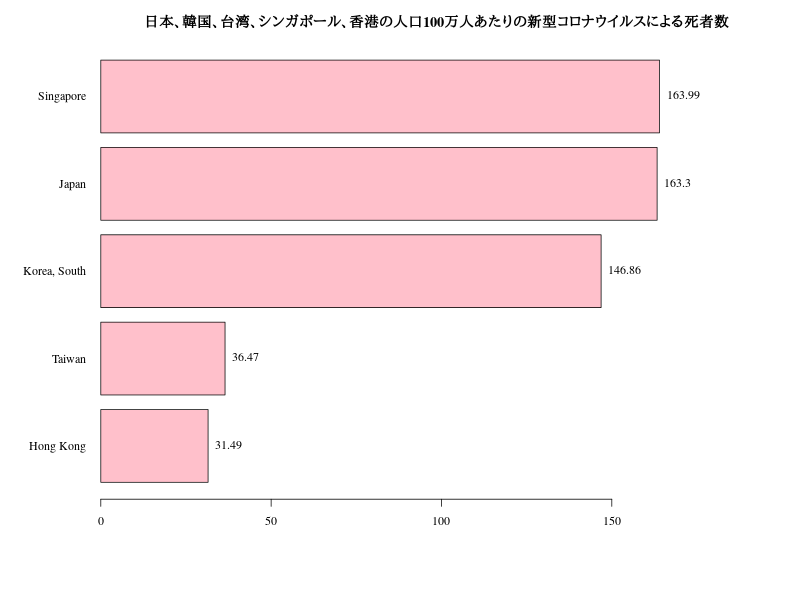 日本、韓国、台湾、シンガポール、香港の人口100万人あたりの新型コロナウイルスによる死者数
Singapore 163.99
Japan 163.3
Korea, South 146.86
Taiwan 36.47
Hong Kong 31.49
0 50 100 150